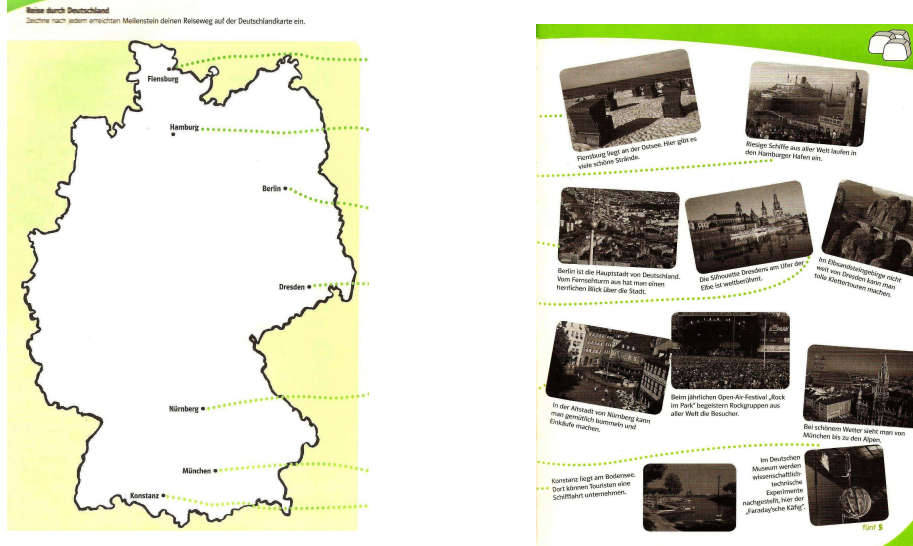 Reise durch Deutschland
Zeichne nach jedem erreichten Meilenstein deinen Reiseweg auf der Deutschlandkarte ein.
Flensburg
Hamburg
Berlin
Dresden
Nürnberg
München
Konstanz
Flensburg liegt an der Ostsee. Hier gibt es
viele schöne Strände.
Riesige Schiffe aus aller Welt laufen in
den Hamburger Hafen ein.
Berlin ist die Hauptstadt von Deutschland.
Vom Fernsehturm aus hat man einen
herrlichen Blick über die Stadt.
Die Silhouette Dresdens am Ufer der
Elbe ist weltberühmt.
Im Elbsandsteingebirge nicht
weit von Dresden kann man
tolle Klettertouren machen.
In der Altstadt von Nürnberg kann
man gemütlich bummeln und
Einkäufe machen.
Beim jährlichen Open-Air-Festival „Rock
im Park" begeistern Rockgruppen aus
aller Welt die Besucher.
Bei schönem Wetter sieht man von
München bis zu den Alpen.
Konstanz liegt am Bodensee.
Dort können Touristen eine
Schifffahrt unternehmen.
Im Deutschen
Museum werden
wissenschaftlich-
technische
Experimente
nachgestellt, hier der
„Faraday'sche Käfig".
fünf 5